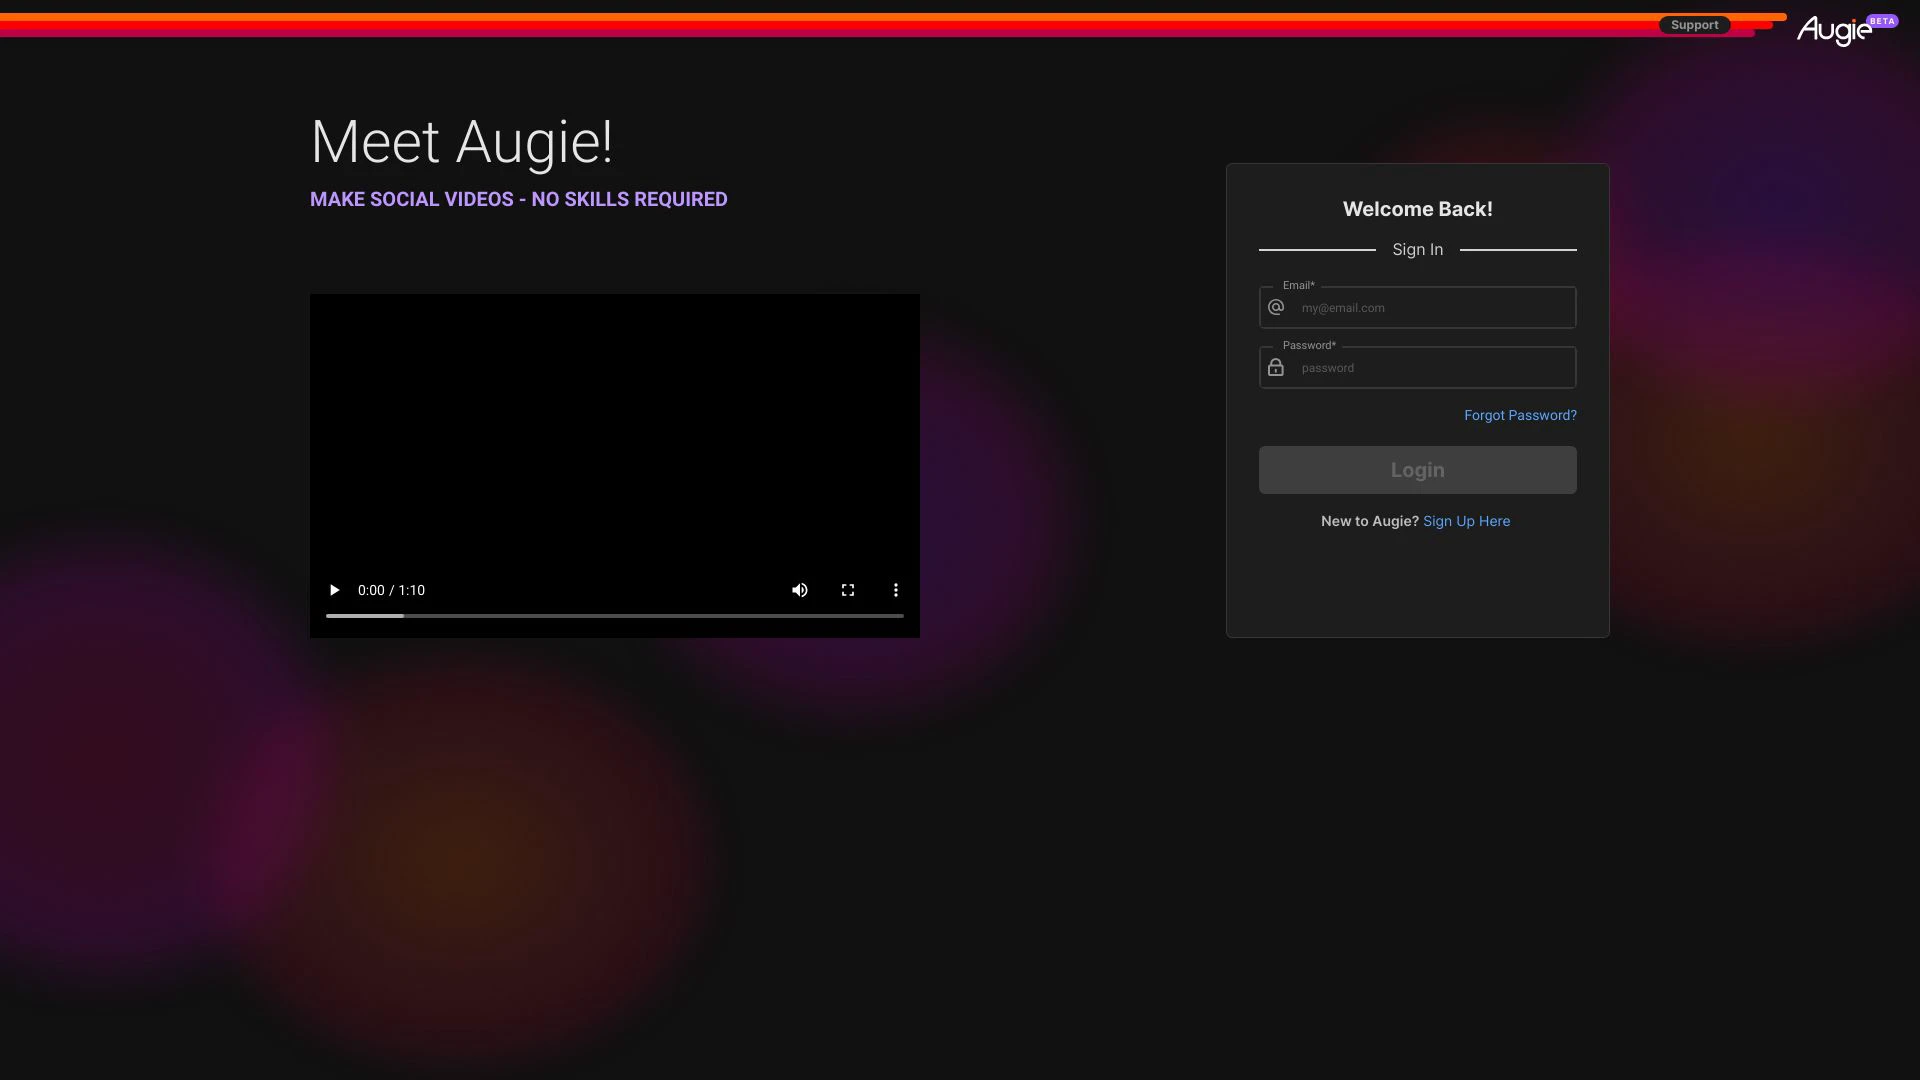 Support
Augie BETA
Meet Augie!
MAKE SOCIAL VIDEOS - NO SKILLS REQUIRED
0:00 / 1:10
Welcome Back!
Sign In
Email*
my@email.com
Password*
password
Forgot Password?
Login
New to Augie? Sign Up Here